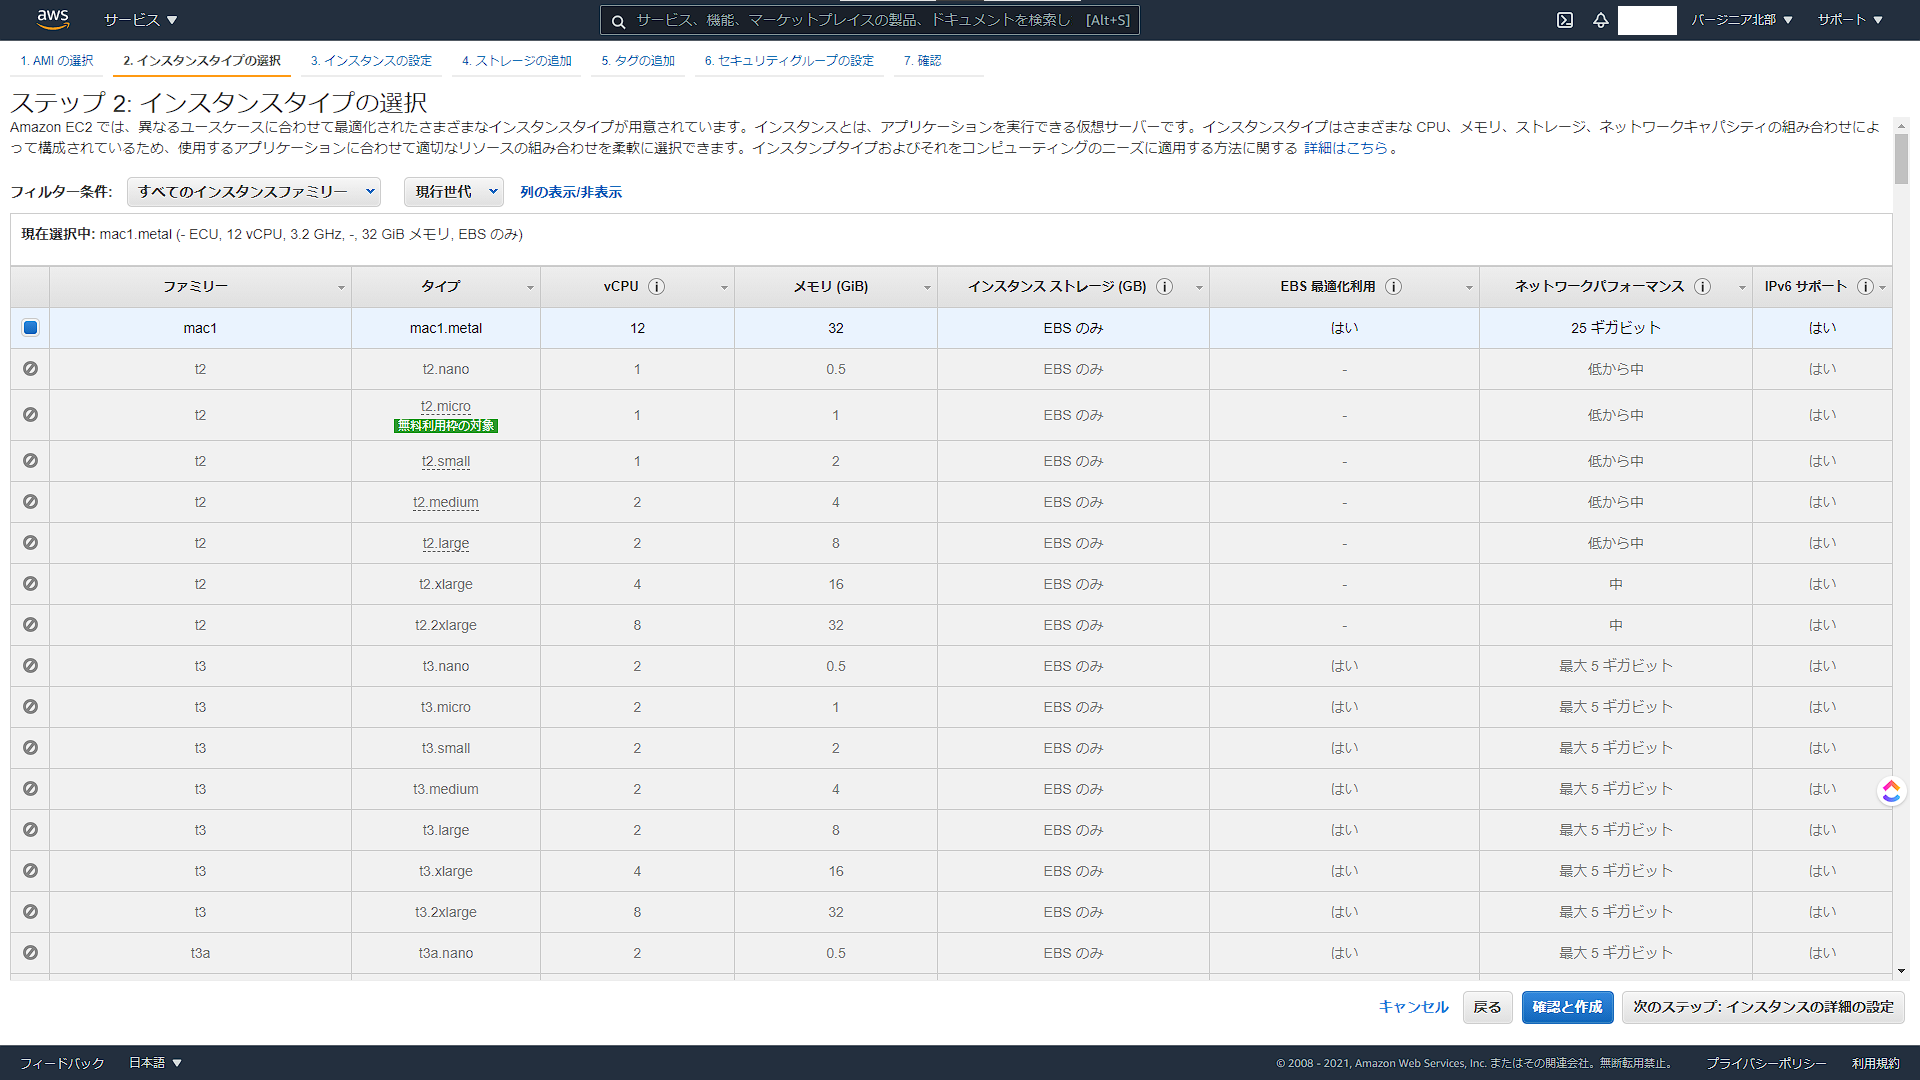 aws サービス ▼ サービス、機能、マーケットプレイスの製品、ドキュメントを検索し [Alt+S] バージニア北部 ▼ サポート ▼
1. AMI の選択 2. インスタンスタイプの選択 3. インスタンスの設定 4. ストレージの追加 5. タグの追加 6. セキュリティグループの設定 7. 確認
ステップ 2: インスタンスタイプの選択
Amazon EC2 では、異なるユースケースに合わせて最適化されたさまざまなインスタンスタイプが用意されています。インスタンスとは、アプリケーションを実行できる仮想サーバーです。インスタンスタイプはさまざまな CPU、メモリ、ストレージ、ネットワークキャパシティの組み合わせによ
って構成されているため、使用するアプリケーションに合わせて適切なリソースの組み合わせを柔軟に選択できます。インスタンプタイプおよびそれをコンピューティングのニーズに適用する方法に関する 詳細はこちら。
フィルター条件: すべてのインスタンスファミリー 現行世代 列の表示/非表示
現在選択中: mac1.metal (- ECU, 12 vCPU, 3.2 GHz, -, 32 GiB メモリ, EBS のみ)
ファミリー タイプ vCPU メモリ (GiB) インスタンス ストレージ (GB) EBS 最適化利用 ネットワークパフォーマンス IPv6 サポート
mac1 mac1.metal 12 32 EBS のみ はい 25 ギガビット はい
t2 t2.nano 1 0.5 EBS のみ - 低から中 はい
t2 t2.micro 無料利用枠の対象 1 1 EBS のみ - 低から中 はい
t2 t2.small 1 2 EBS のみ - 低から中 はい
t2 t2.medium 2 4 EBS のみ - 低から中 はい
t2 t2.large 2 8 EBS のみ - 低から中 はい
t2 t2.xlarge 4 16 EBS のみ - 中 はい
t2 t2.2xlarge 8 32 EBS のみ - 中 はい
t3 t3.nano 2 0.5 EBS のみ はい 最大 5 ギガビット はい
t3 t3.micro 2 1 EBS のみ はい 最大 5 ギガビット はい
t3 t3.small 2 2 EBS のみ はい 最大 5 ギガビット はい
t3 t3.medium 2 4 EBS のみ はい 最大 5 ギガビット はい
t3 t3.large 2 8 EBS のみ はい 最大 5 ギガビット はい
t3 t3.xlarge 4 16 EBS のみ はい 最大 5 ギガビット はい
t3 t3.2xlarge 8 32 EBS のみ はい 最大 5 ギガビット はい
t3a t3a.nano 2 0.5 EBS のみ はい 最大 5 ギガビット はい
キャンセル 戻る 確認と作成 次のステップ: インスタンスの詳細の設定
フィードバック 日本語 ▼ © 2008 - 2021, Amazon Web Services, Inc. またはその関連会社。無断転用禁止。 プライバシーポリシー 利用規約